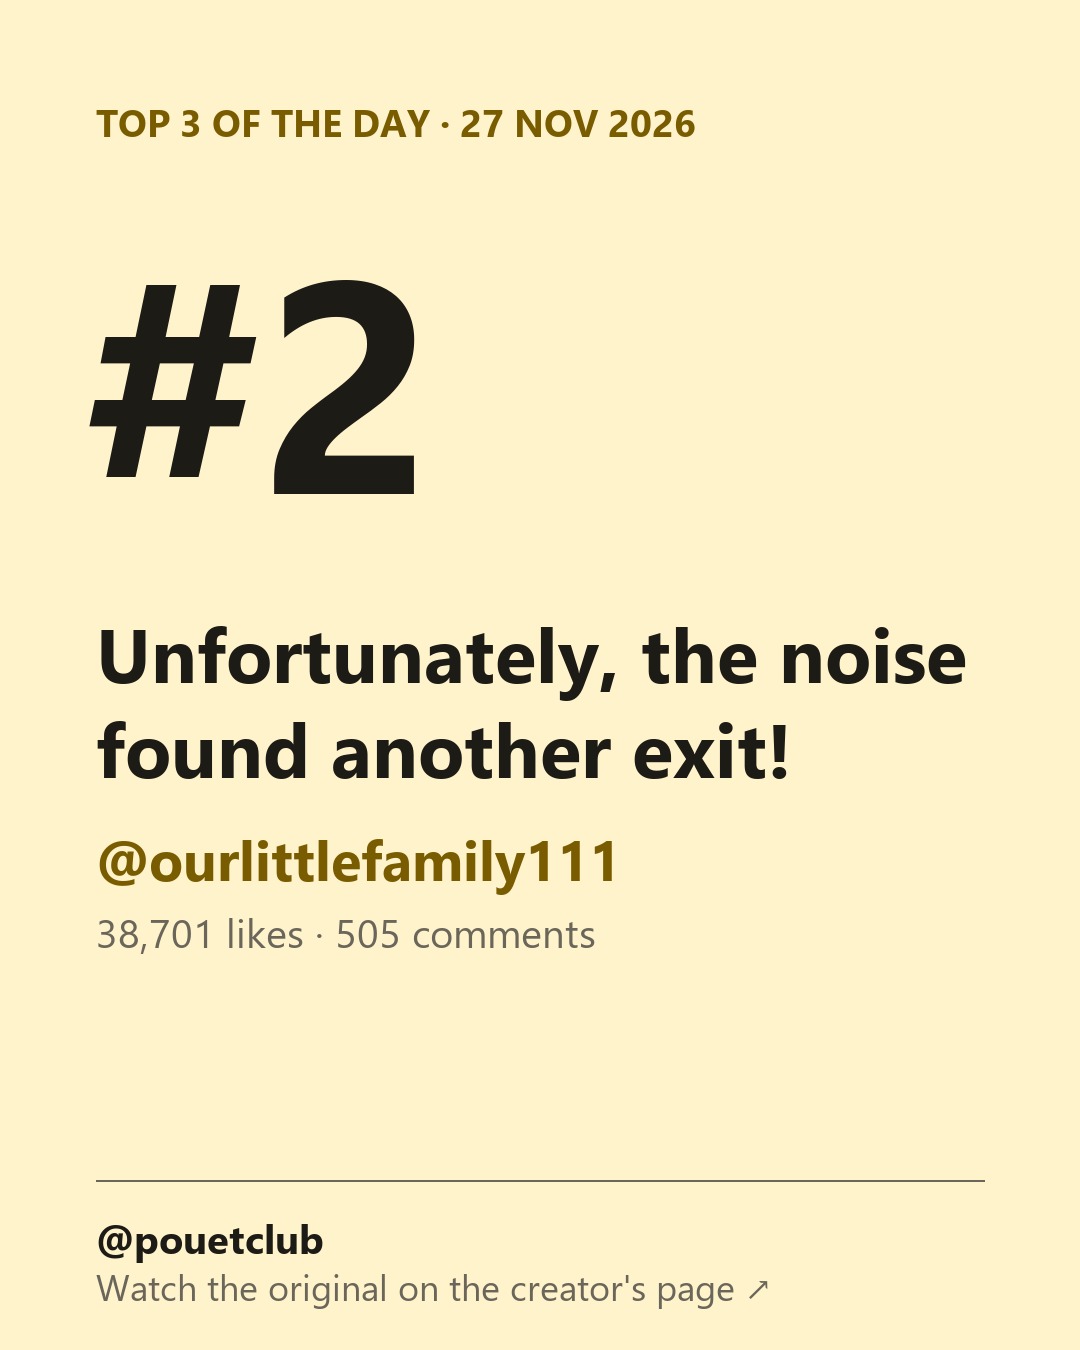 TOP 3 OF THE DAY · 27 NOV 2026
#2
Unfortunately, the noise
found another exit!
@ourlittlefamily111
38,701 likes · 505 comments
@pouetclub
Watch the original on the creator's page ↗